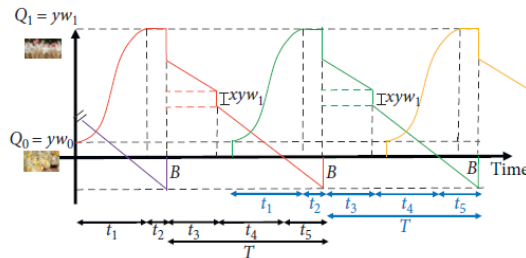 Q₁ = yw₁
xyw₁
xyw₁
Q₀ = yw₀
B
B
B
Time
t₁ t₂ t₃ t₄ t₅
T
t₁ t₂ t₃ t₄ t₅
T